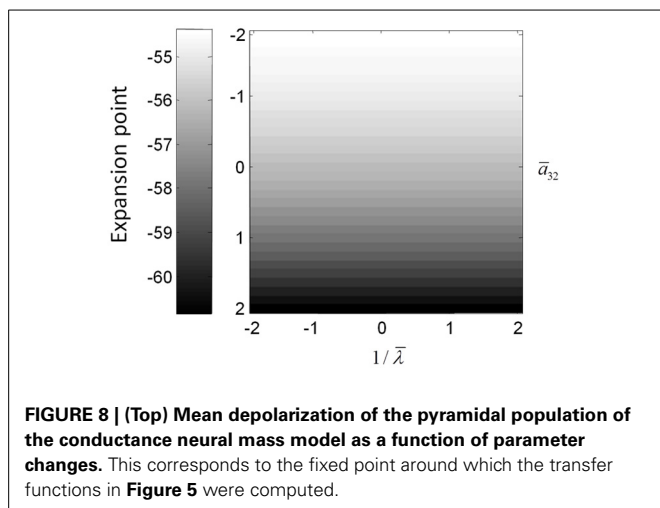 Expansion point
-55
-56
-57
-58
-59
-60
-2
-1
0
1
2
-2
-1
0
1
2
1 / λ̄
ā₃₂
FIGURE 8 | (Top) Mean depolarization of the pyramidal population of
the conductance neural mass model as a function of parameter
changes. This corresponds to the fixed point around which the transfer
functions in Figure 5 were computed.